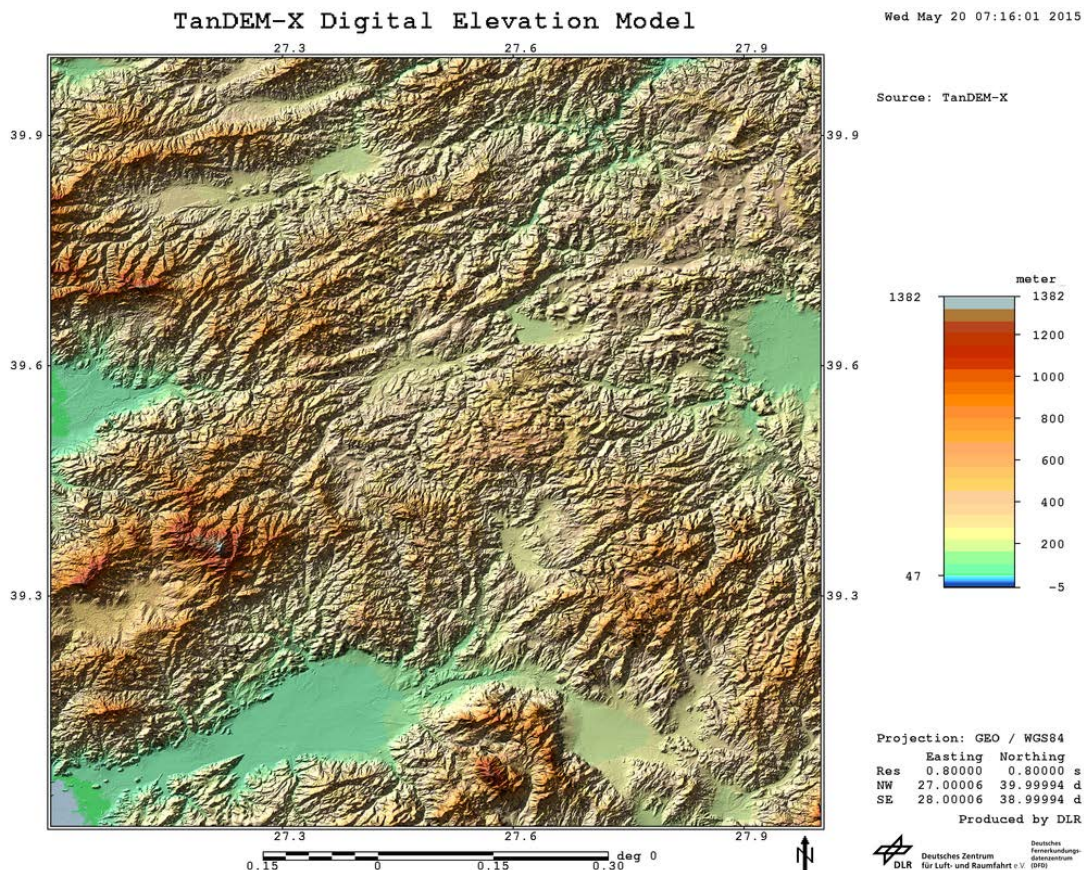 TanDEM-X Digital Elevation Model
Wed May 20 07:16:01 2015
27.3 27.6 27.9
Source: TanDEM-X
39.9 39.9
meter
1382 1382
1200
1000
39.6 39.6
800
600
400
200
47
-5
39.3 39.3
Projection: GEO / WGS84
Easting Northing
Res 0.80000 0.80000 s
NW 27.00006 39.99994 d
SE 28.00006 38.99994 d
Produced by DLR
27.3 27.6 27.9
deg 0
0.15 0 0.15 0.30
N
DLR
Deutsches Zentrum
für Luft- und Raumfahrt e.V.
Deutsches
Fernerkundungs-
datenzentrum
(DFD)